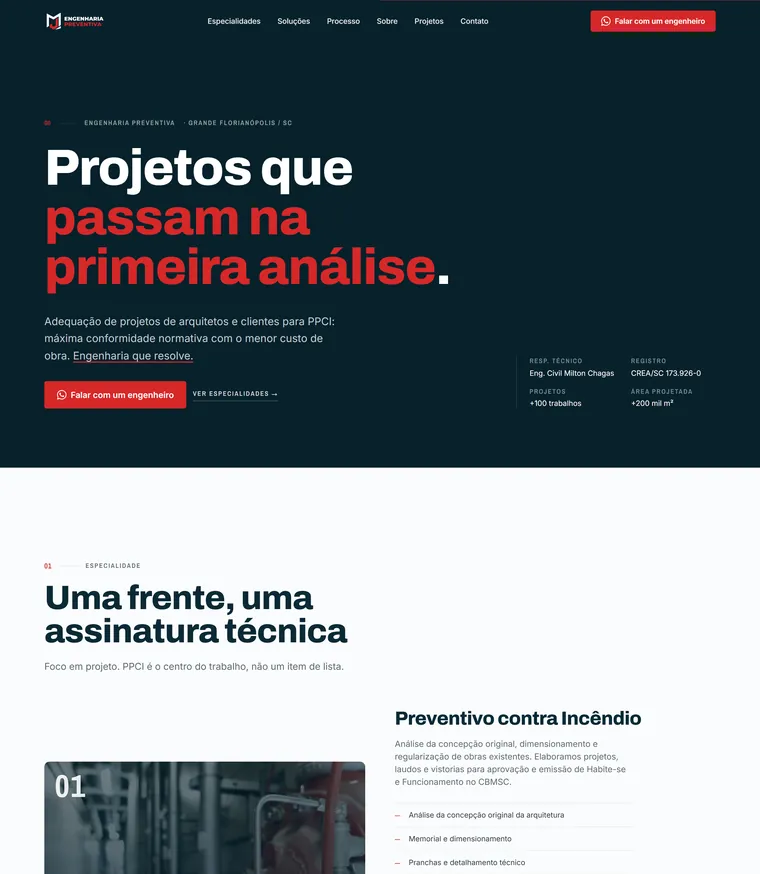 ENGENHARIA
PREVENTIVA
Especialidades Soluções Processo Sobre Projetos Contato
Falar com um engenheiro
00 ENGENHARIA PREVENTIVA · GRANDE FLORIANÓPOLIS / SC
Projetos que
passam na
primeira análise.
Adequação de projetos de arquitetos e clientes para PPCI:
máxima conformidade normativa com o menor custo de
obra. Engenharia que resolve.
Falar com um engenheiro
VER ESPECIALIDADES →
RESP. TÉCNICO
Eng. Civil Milton Chagas
REGISTRO
CREA/SC 173.926-0
PROJETOS
+100 trabalhos
ÁREA PROJETADA
+200 mil m²
01 ESPECIALIDADE
Uma frente, uma
assinatura técnica
Foco em projeto. PPCI é o centro do trabalho, não um item de lista.
01
Preventivo contra Incêndio
Análise da concepção original, dimensionamento e
regularização de obras existentes. Elaboramos projetos,
laudos e vistorias para aprovação e emissão de Habite-se
e Funcionamento no CBMSC.
— Análise da concepção original da arquitetura
— Memorial e dimensionamento
— Pranchas e detalhamento técnico